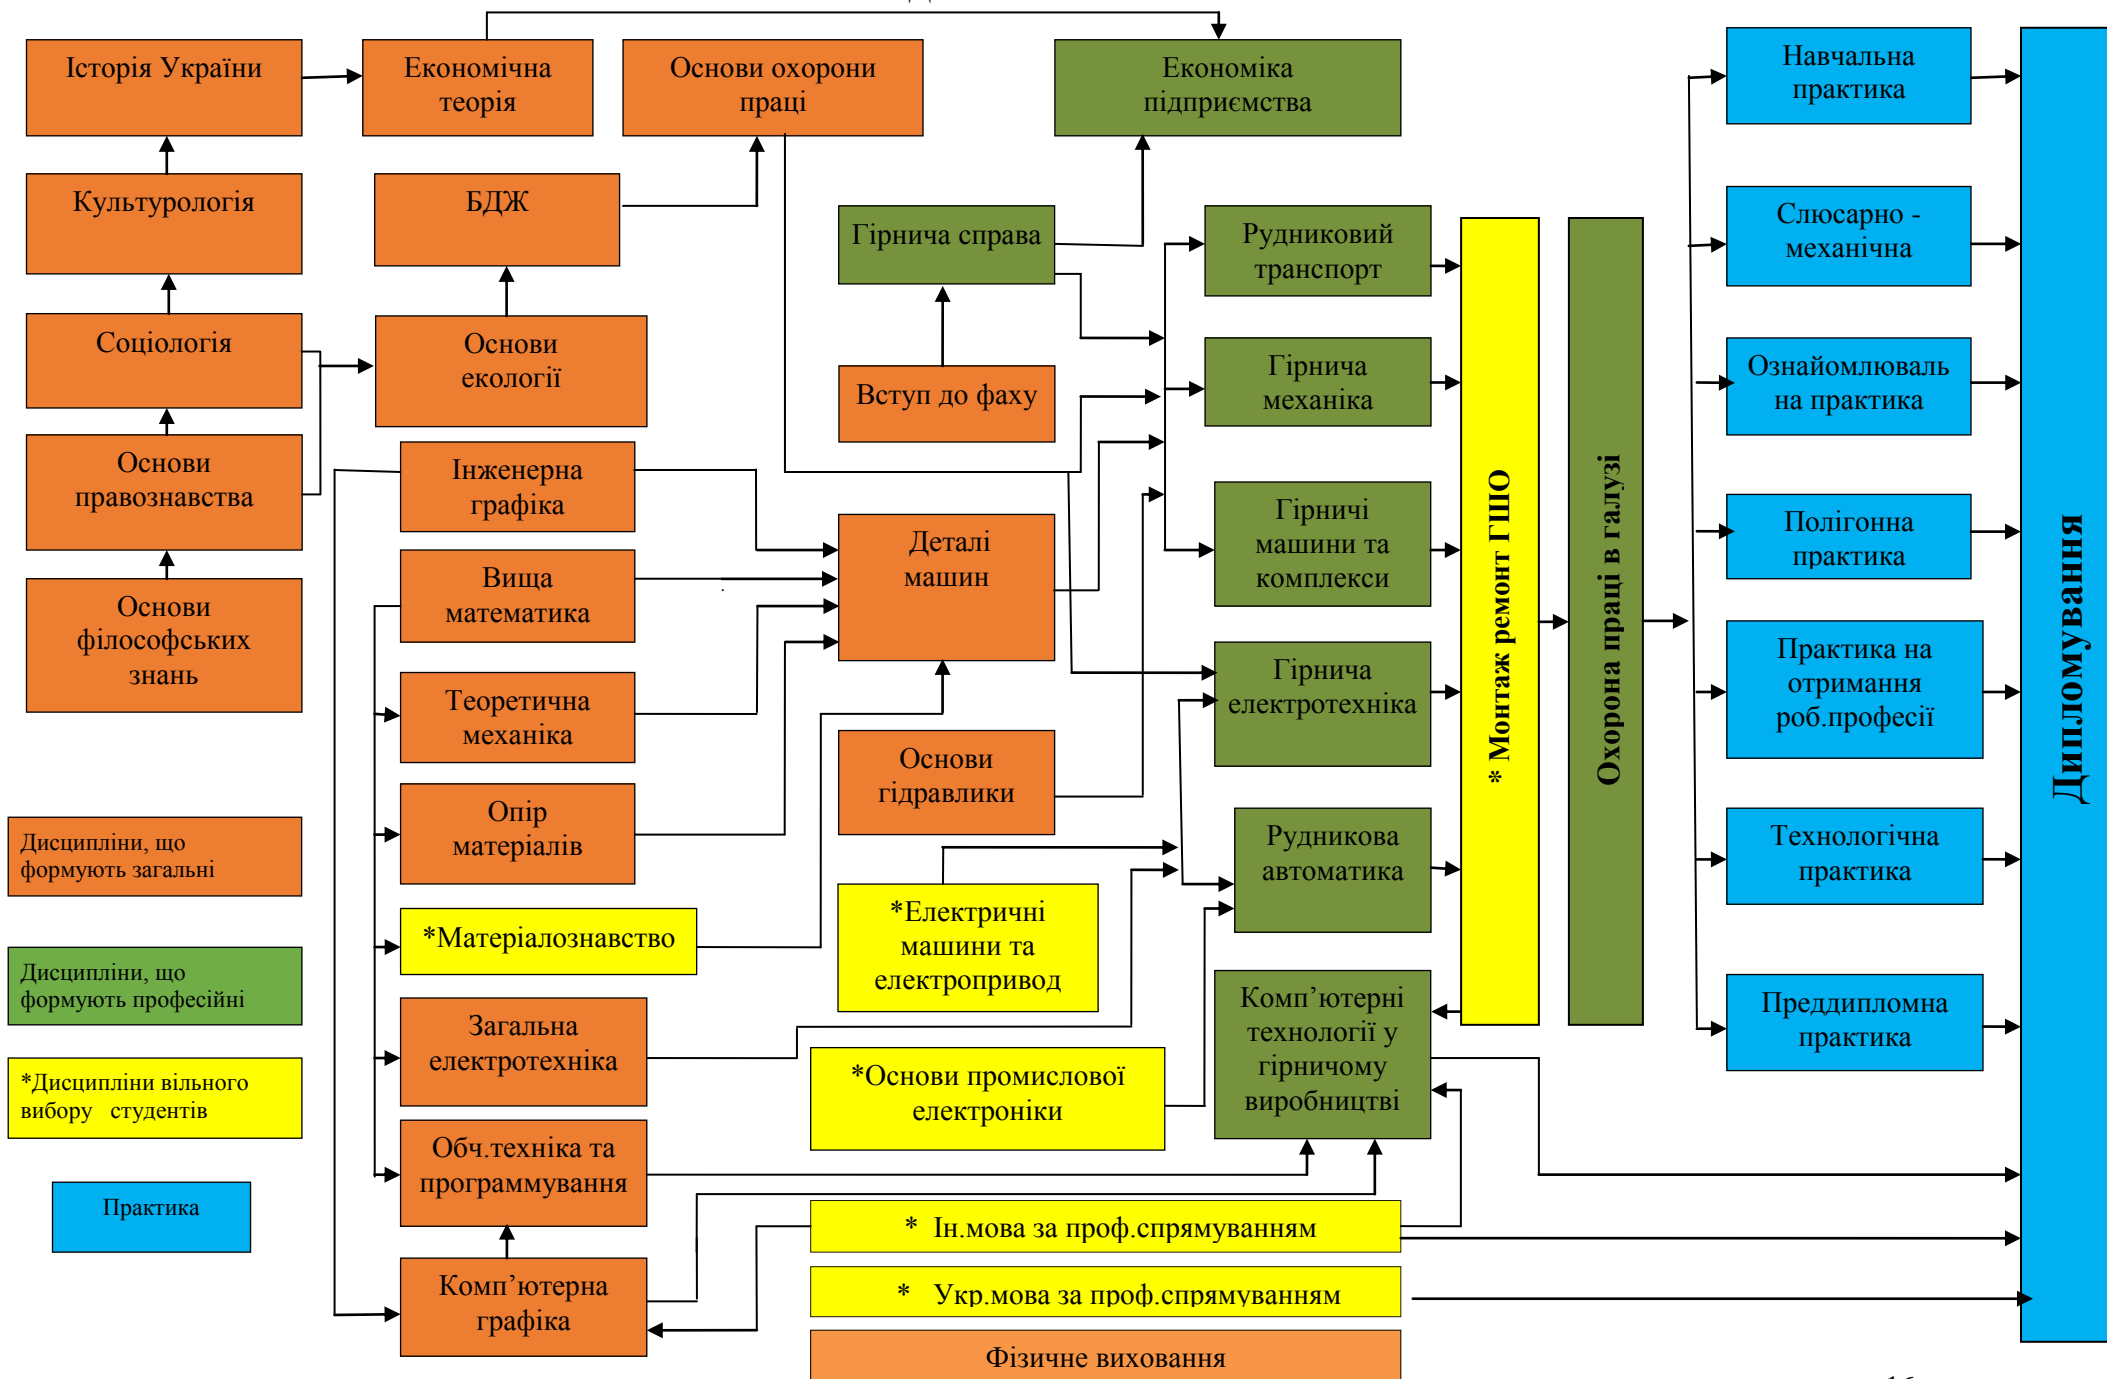 Історія України
Економічна
теорія
Основи охорони
праці
Економіка
підприємства
Навчальна
практика
Культурологія
БДЖ
Гірнича справа
Рудниковий
транспорт
Слюсарно -
механічна
Соціологія
Основи
екології
Вступ до фаху
Гірнича
механіка
Ознайомлюваль
на практика
Основи
правознавства
Інженерна
графіка
Деталі
машин
Гірничі
машини та
комплекси
Полігонна
практика
Основи
філософських
знань
Вища
математика
Теоретична
механіка
Основи
гідравлики
Гірнича
електротехніка
* Монтаж ремонт ГШО
Охорона праці в галузі
Практика на
отримання
роб.професії
Дипломування
Дисципліни, що
формують загальні
Опір
матеріалів
Рудникова
автоматика
Технологічна
практика
Дисципліни, що
формують професійні
*Матеріалознавство
*Електричні
машини та
електропривод
*Дисципліни вільного
вибору студентів
Загальна
електротехніка
*Основи промислової
електроніки
Комп’ютерні
технології у
гірничому
виробництві
Преддипломна
практика
Практика
Обч.техніка та
программування
* Ін.мова за проф.спрямуванням
Комп’ютерна
графіка
* Укр.мова за проф.спрямуванням
Фізичне виховання